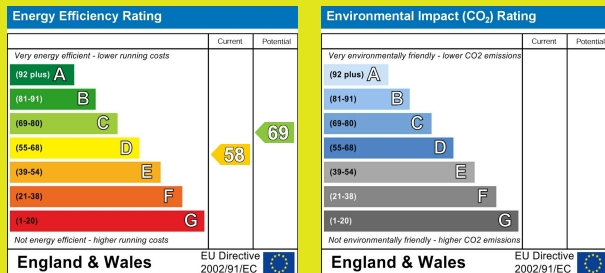 Energy Efficiency Rating
Current Potential
Very energy efficient - lower running costs
(92 plus) A
(81-91) B
(69-80) C
(55-68) D
(39-54) E
(21-38) F
(1-20) G
58
69
Not energy efficient - higher running costs
England & Wales
EU Directive
2002/91/EC
Environmental Impact (CO₂) Rating
Current Potential
Very environmentally friendly - lower CO2 emissions
(92 plus) A
(81-91) B
(69-80) C
(55-68) D
(39-54) E
(21-38) F
(1-20) G
Not environmentally friendly - higher CO2 emissions
England & Wales
EU Directive
2002/91/EC